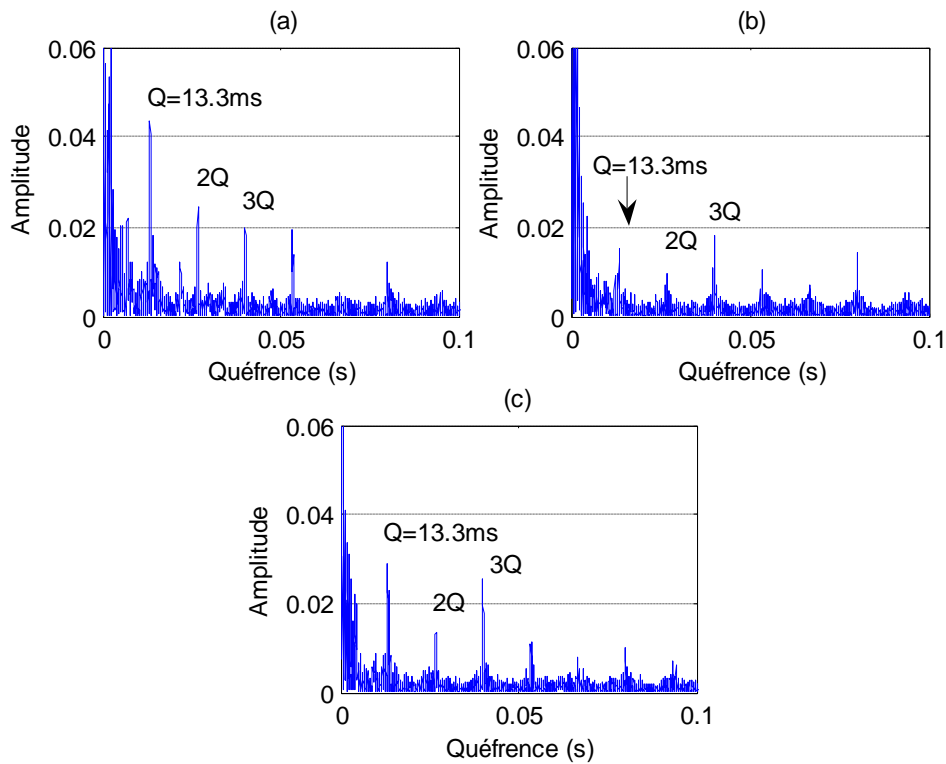 (a)
Amplitude
0.06
0.04
0.02
0
Q=13.3ms
2Q
3Q
0 0.05 0.1
Quéfrence (s)
(b)
Amplitude
0.06
0.04
0.02
0
Q=13.3ms
2Q
3Q
0 0.05 0.1
Quéfrence (s)
(c)
Amplitude
0.06
0.04
0.02
0
Q=13.3ms
2Q
3Q
0 0.05 0.1
Quéfrence (s)